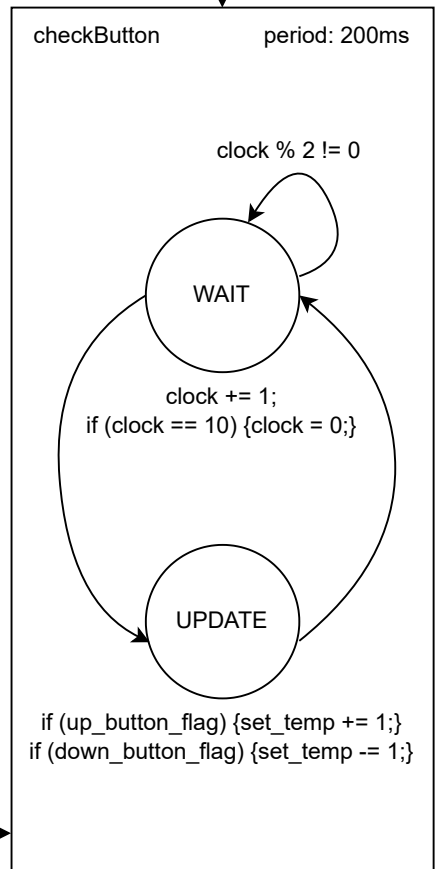 checkButton period: 200ms
clock % 2 != 0
WAIT
clock += 1;
if (clock == 10) {clock = 0;}
UPDATE
if (up_button_flag) {set_temp += 1;}
if (down_button_flag) {set_temp -= 1;}